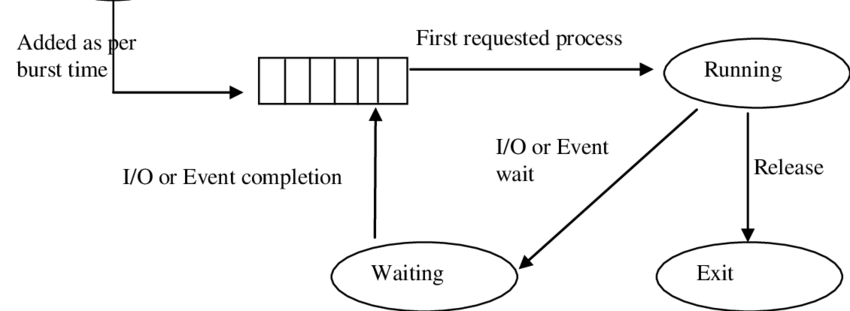 Added as per
burst time
First requested process
Running
I/O or Event
wait
Release
I/O or Event completion
Waiting
Exit